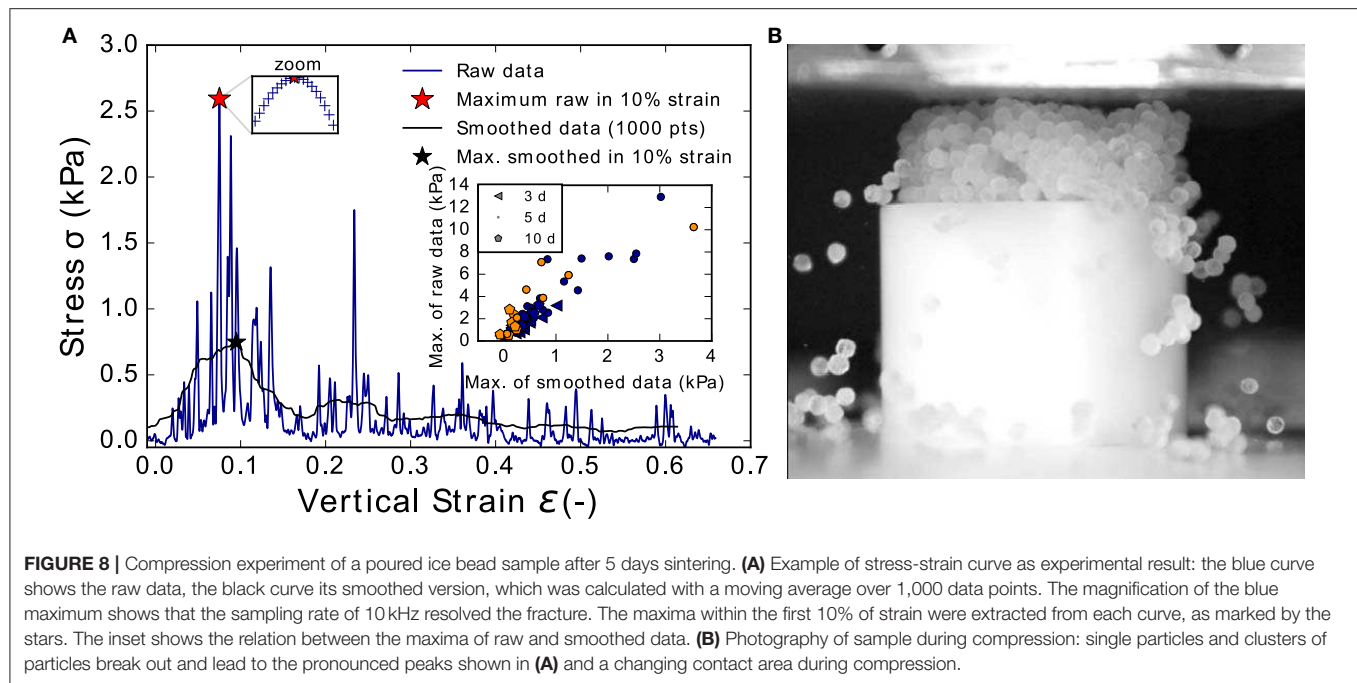 A
B
3.0
2.5
2.0
1.5
1.0
0.5
0.0
Stress σ (kPa)
0.0 0.1 0.2 0.3 0.4 0.5 0.6 0.7
Vertical Strain ε(-)
zoom
Raw data
Maximum raw in 10% strain
Smoothed data (1000 pts)
Max. smoothed in 10% strain
Max. of raw data (kPa)
14
12
10
8
6
4
2
0
3 d
5 d
10 d
0 1 2 3 4
Max. of smoothed data (kPa)
FIGURE 8 | Compression experiment of a poured ice bead sample after 5 days sintering. (A) Example of stress-strain curve as experimental result: the blue curve
shows the raw data, the black curve its smoothed version, which was calculated with a moving average over 1,000 data points. The magnification of the blue
maximum shows that the sampling rate of 10 kHz resolved the fracture. The maxima within the first 10% of strain were extracted from each curve, as marked by the
stars. The inset shows the relation between the maxima of raw and smoothed data. (B) Photography of sample during compression: single particles and clusters of
particles break out and lead to the pronounced peaks shown in (A) and a changing contact area during compression.